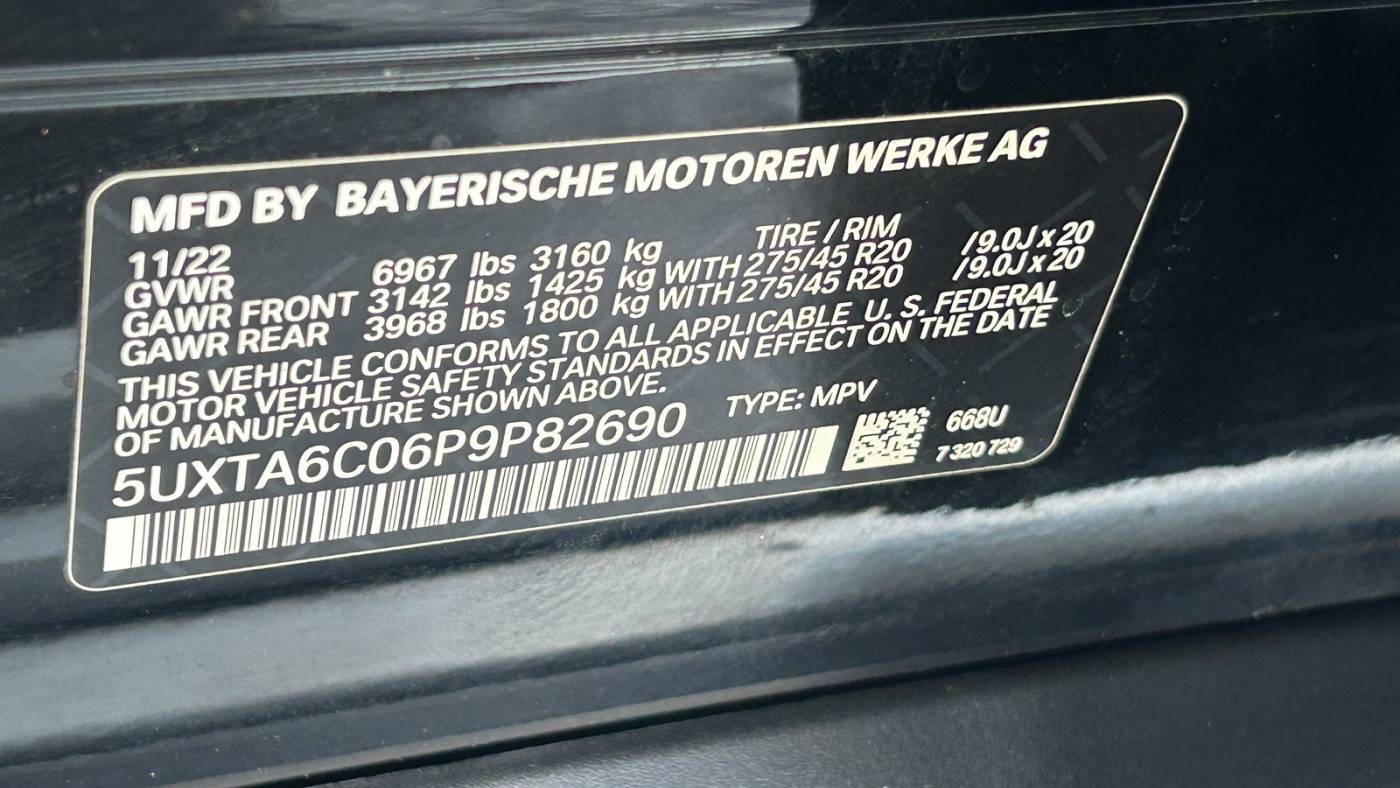 MFD BY BAYERISCHE MOTOREN WERKE AG
11/22 TIRE / RIM
GVWR 6967 lbs 3160 kg
GAWR FRONT 3142 lbs 1425 kg WITH 275/45 R20 / 9.0J x 20
GAWR REAR 3968 lbs 1800 kg WITH 275/45 R20 / 9.0J x 20
THIS VEHICLE CONFORMS TO ALL APPLICABLE U. S. FEDERAL
MOTOR VEHICLE SAFETY STANDARDS IN EFFECT ON THE DATE
OF MANUFACTURE SHOWN ABOVE.
5UXTA6C06P9P82690 TYPE: MPV
668U
7 320 729